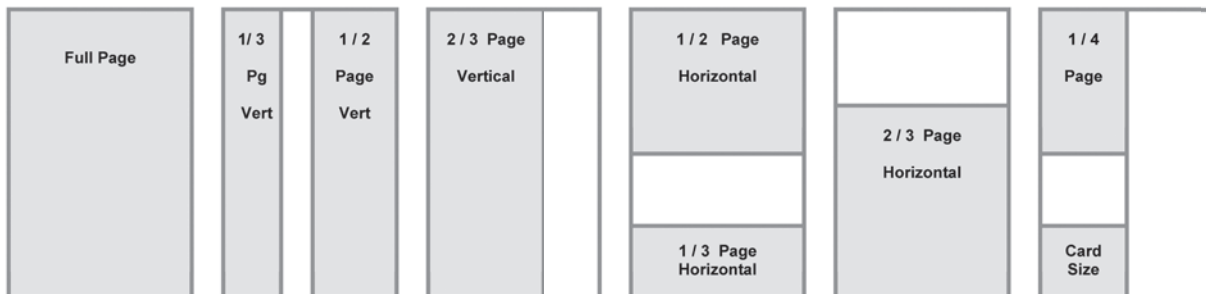 Full Page
1/ 3
Pg
Vert
1 / 2
Page
Vert
2 / 3 Page
Vertical
1 / 2 Page
Horizontal
1 / 3 Page
Horizontal
2 / 3 Page
Horizontal
1 / 4
Page
Card
Size